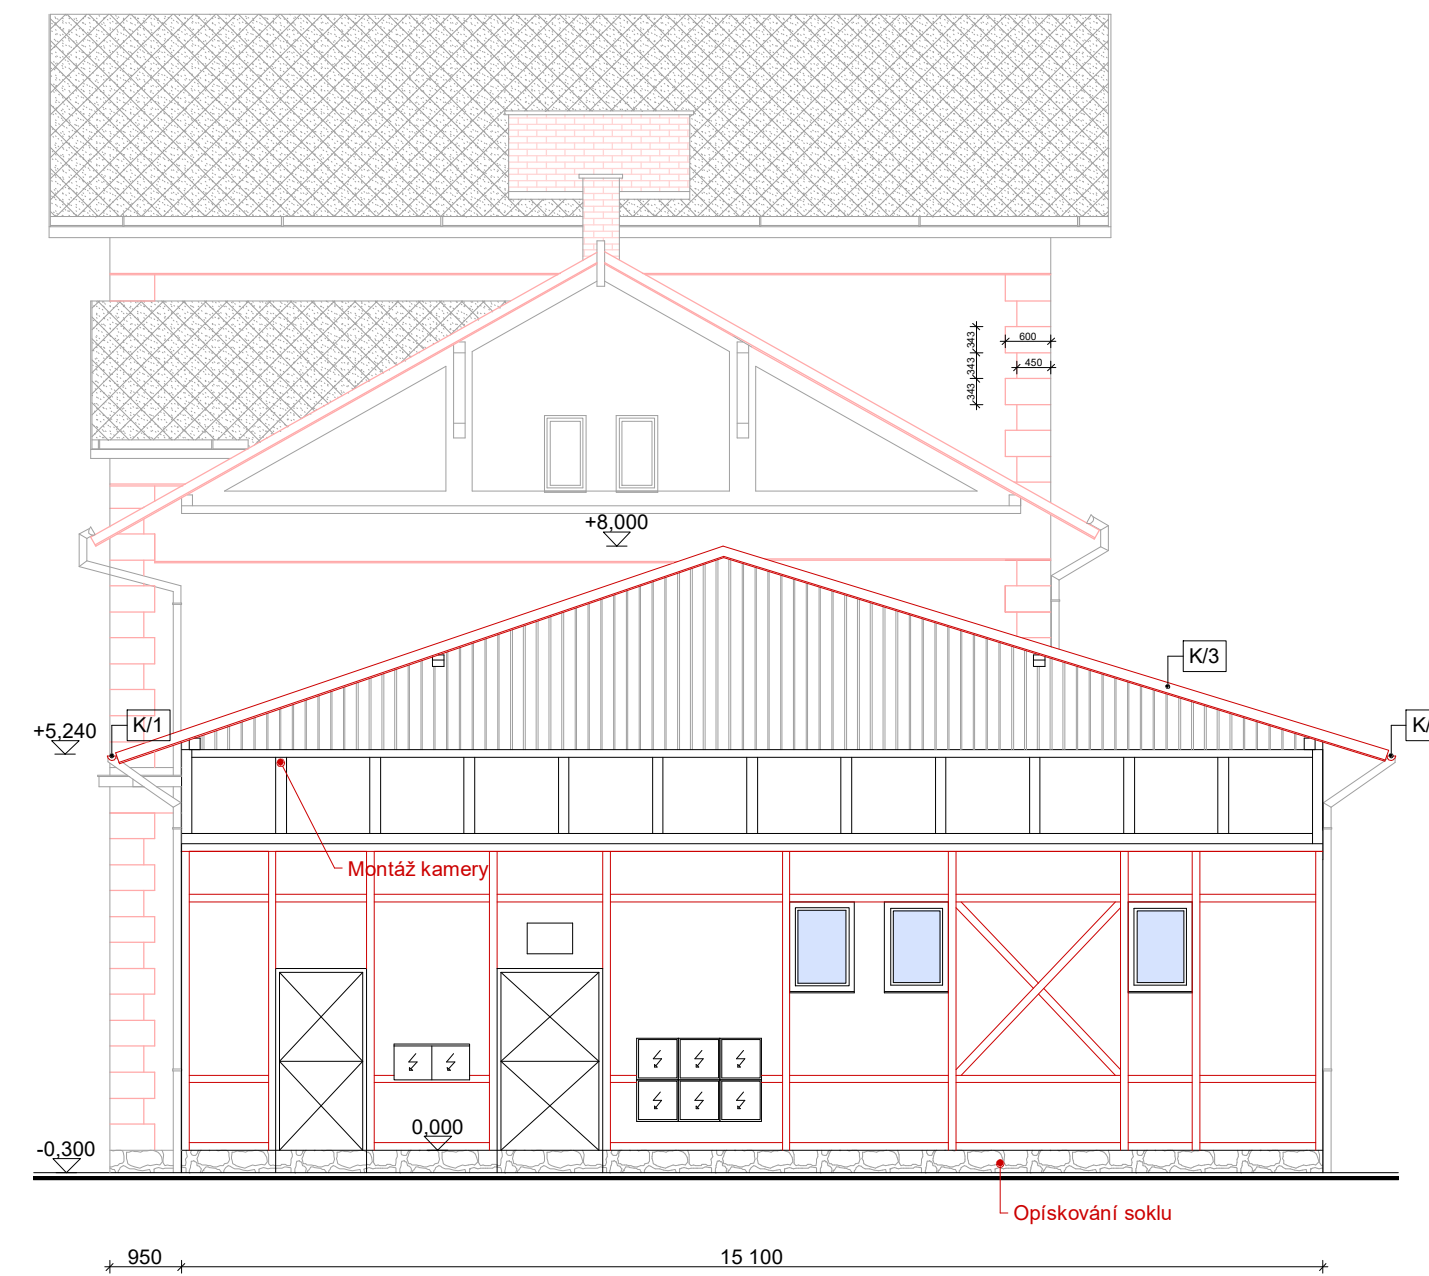 343
343
343
600
450
+8,000
K/3
+5,240
K/1
K/
Montáž kamery
0,000
-0,300
Opískování soklu
950
15 100